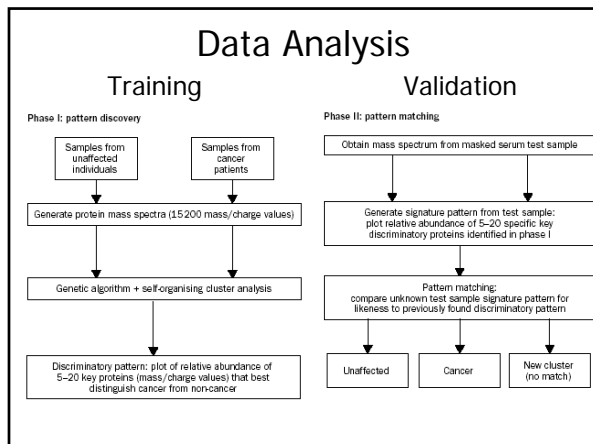 Data Analysis
Training
Phase I: pattern discovery
Samples from
unaffected
individuals
Samples from
cancer
patients
Generate protein mass spectra (15 200 mass/charge values)
Genetic algorithm + self-organising cluster analysis
Discriminatory pattern: plot of relative abundance of
5–20 key proteins (mass/charge values) that best
distinguish cancer from non-cancer
Validation
Phase II: pattern matching
Obtain mass spectrum from masked serum test sample
Generate signature pattern from test sample:
plot relative abundance of 5–20 specific key
discriminatory proteins identified in phase I
Pattern matching:
compare unknown test sample signature pattern for
likeness to previously found discriminatory pattern
Unaffected
Cancer
New cluster
(no match)